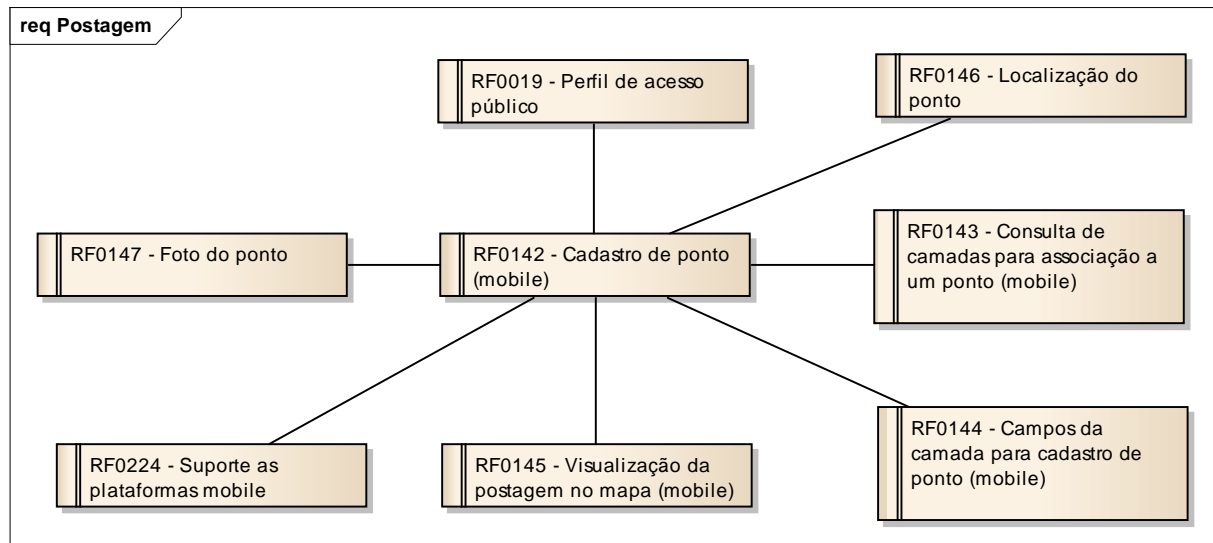 req Postagem
RF0019 - Perfil de acesso
público
RF0146 - Localização do
ponto
RF0147 - Foto do ponto
RF0142 - Cadastro de ponto
(mobile)
RF0143 - Consulta de
camadas para associação a
um ponto (mobile)
RF0224 - Suporte as
plataformas mobile
RF0145 - Visualização da
postagem no mapa (mobile)
RF0144 - Campos da
camada para cadastro de
ponto (mobile)